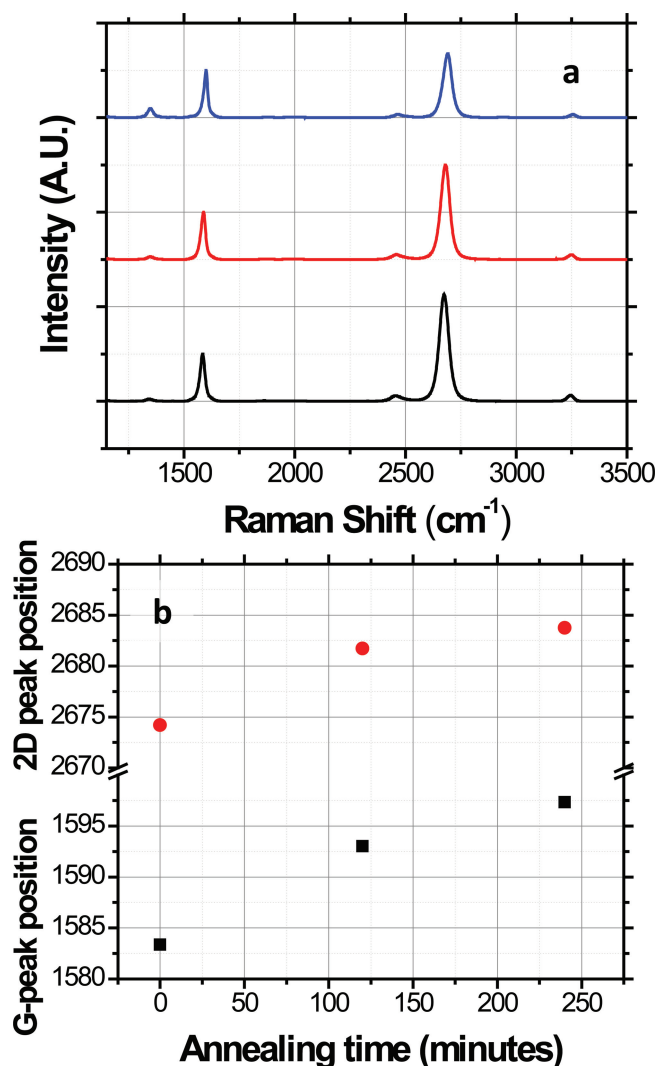 a
Intensity (A.U.)
1500 2000 2500 3000 3500
Raman Shift (cm⁻¹)
b
2D peak position
2690
2685
2680
2675
2670
G-peak position
1595
1590
1585
1580
0 50 100 150 200 250
Annealing time (minutes)